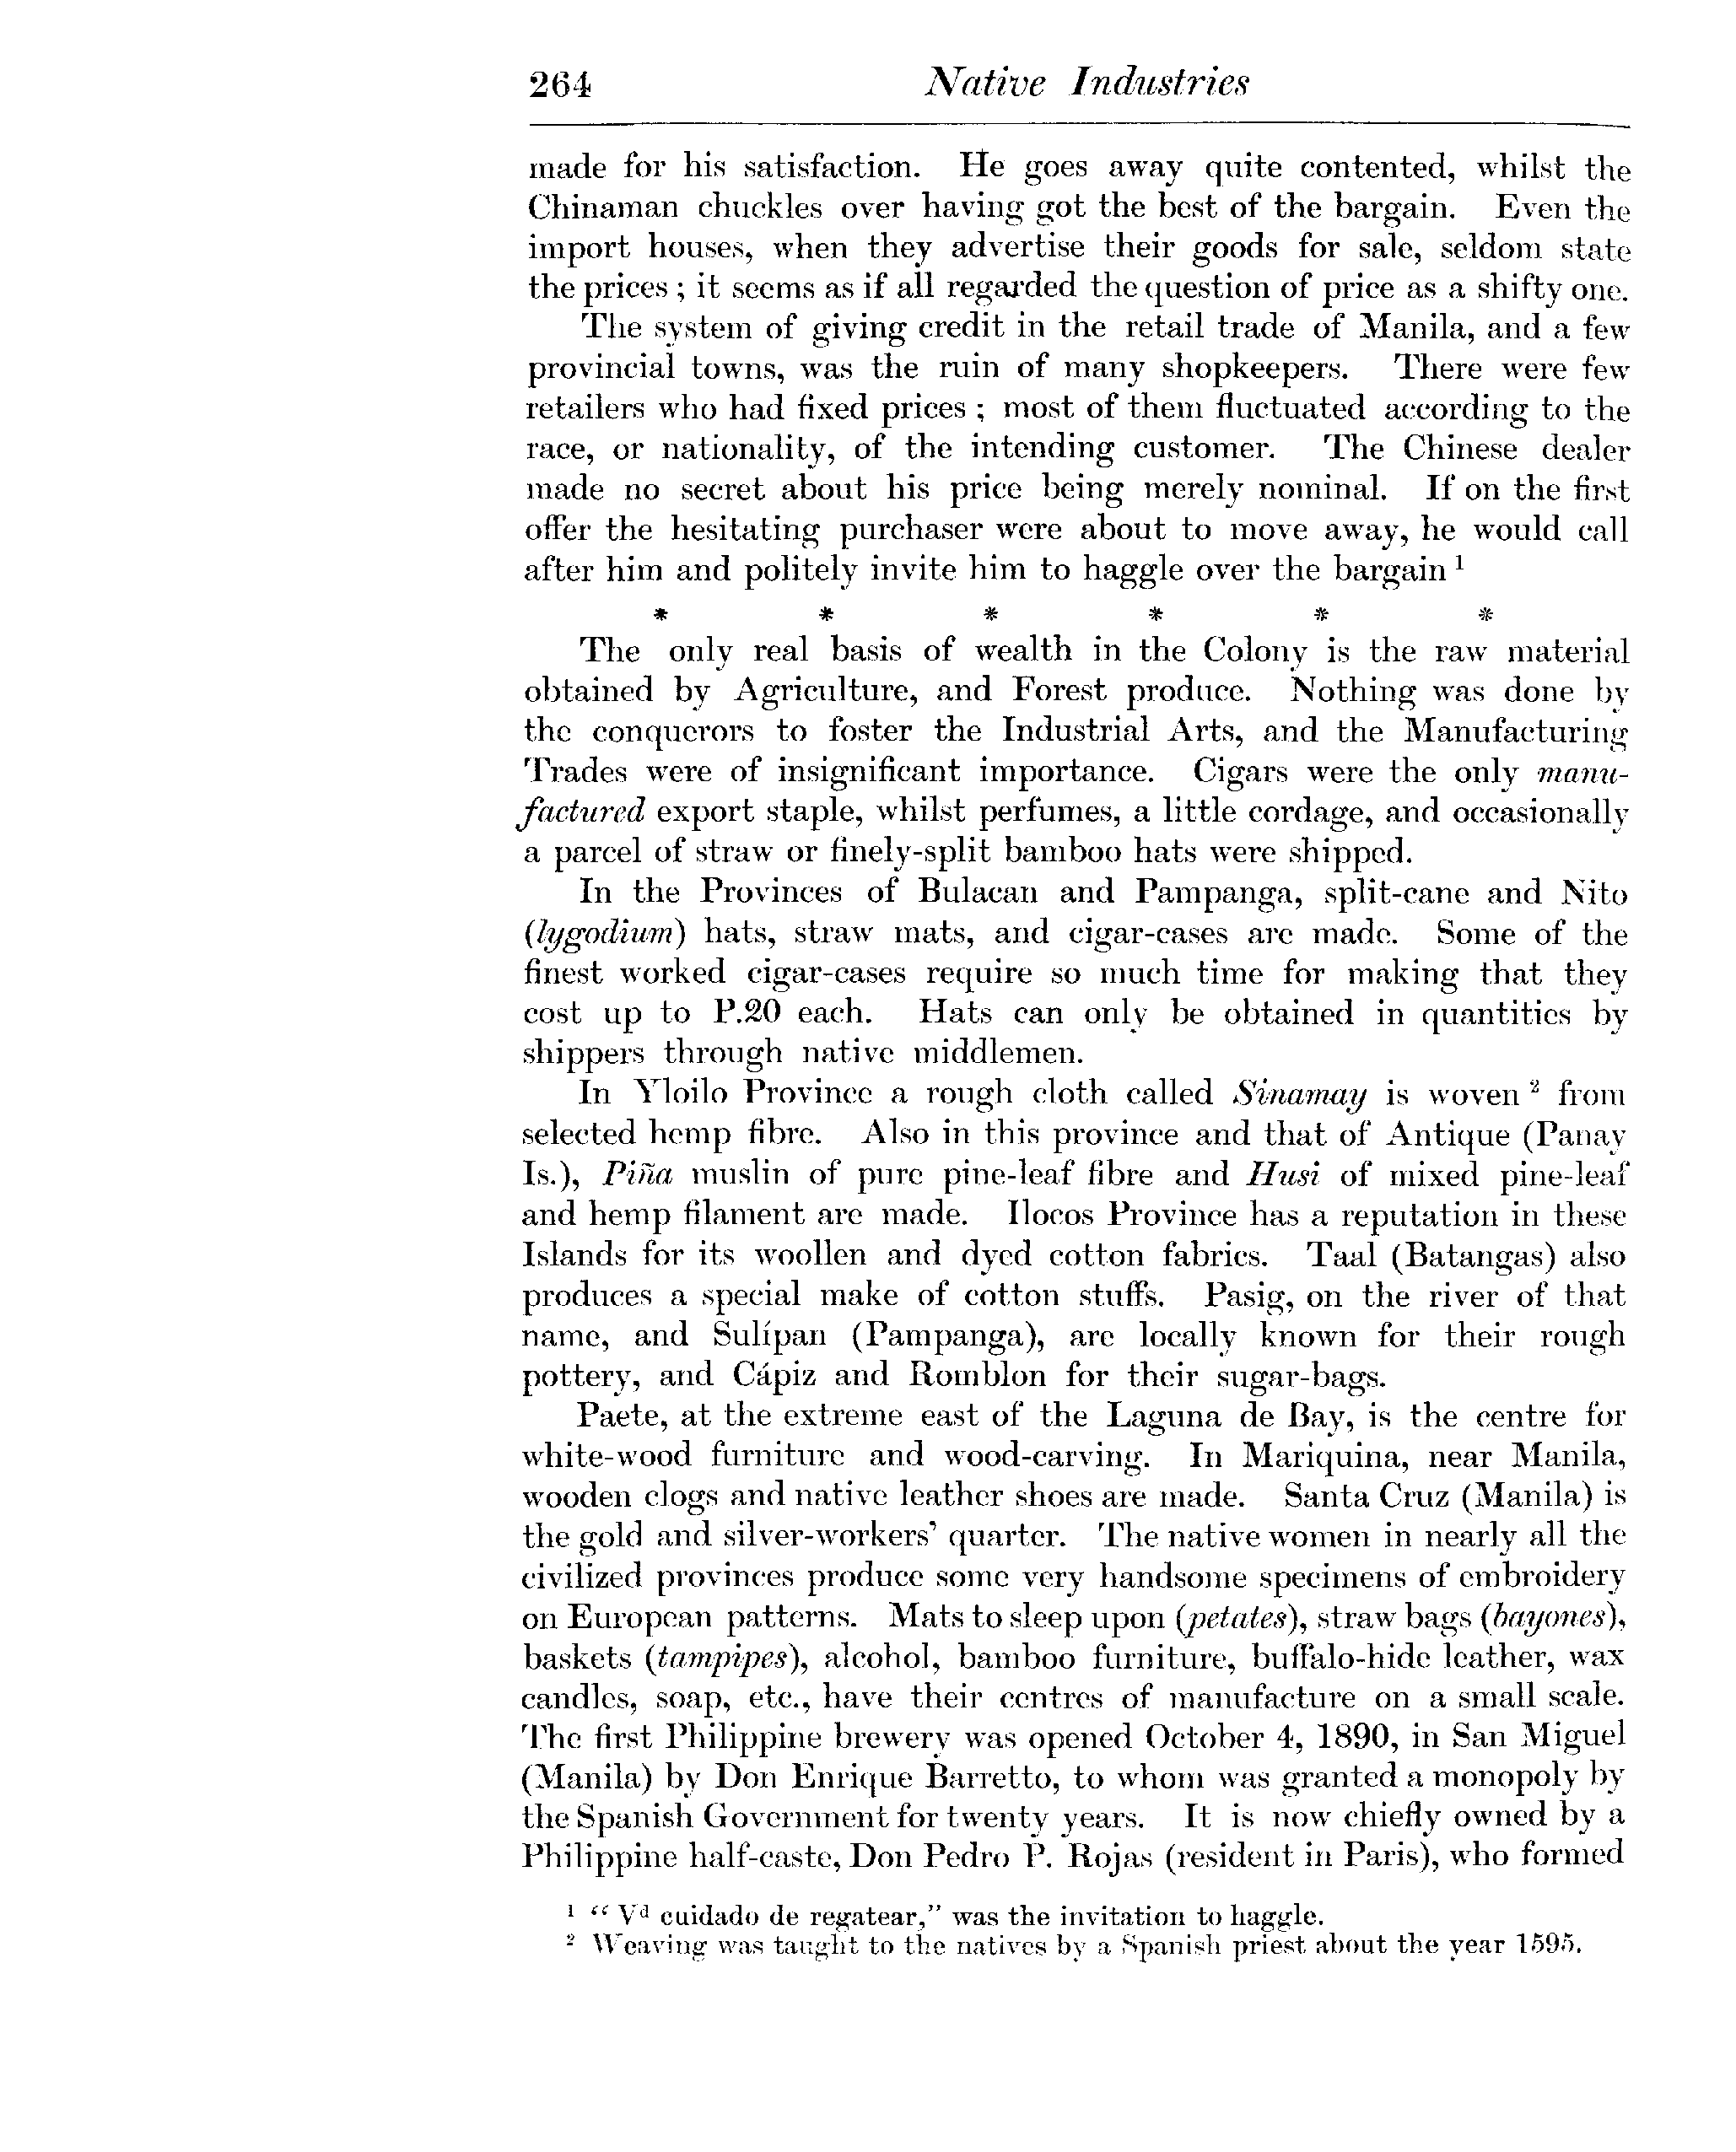 264 Native Industries
made for his satisfaction. He goes away quite contented, whilst the
Chinaman chuckles over having got the best of the bargain. Even the
import houses, when they advertise their goods for sale, seldom state
the prices ; it seems as if all regarded the question of price as a shifty one.
The system of giving credit in the retail trade of Manila, and a few
provincial towns, was the ruin of many shopkeepers. There were few
retailers who had fixed prices ; most of them fluctuated according to the
race, or nationality, of the intending customer. The Chinese dealer
made no secret about his price being merely nominal. If on the first
offer the hesitating purchaser were about to move away, he would call
after him and politely invite him to haggle over the bargain ¹
* * * * * *
The only real basis of wealth in the Colony is the raw material
obtained by Agriculture, and Forest produce. Nothing was done by
the conquerors to foster the Industrial Arts, and the Manufacturing
Trades were of insignificant importance. Cigars were the only manu-
factured export staple, whilst perfumes, a little cordage, and occasionally
a parcel of straw or finely-split bamboo hats were shipped.
In the Provinces of Bulacan and Pampanga, split-cane and Nito
(lygodium) hats, straw mats, and cigar-cases are made. Some of the
finest worked cigar-cases require so much time for making that they
cost up to P.20 each. Hats can only be obtained in quantities by
shippers through native middlemen.
In Yloilo Province a rough cloth called Sinamay is woven ² from
selected hemp fibre. Also in this province and that of Antique (Panay
Is.), Piña muslin of pure pine-leaf fibre and Husi of mixed pine-leaf
and hemp filament are made. Ilocos Province has a reputation in these
Islands for its woollen and dyed cotton fabrics. Taal (Batangas) also
produces a special make of cotton stuffs. Pasig, on the river of that
name, and Sulípan (Pampanga), are locally known for their rough
pottery, and Cápiz and Romblon for their sugar-bags.
Paete, at the extreme east of the Laguna de Bay, is the centre for
white-wood furniture and wood-carving. In Mariquina, near Manila,
wooden clogs and native leather shoes are made. Santa Cruz (Manila) is
the gold and silver-workers' quarter. The native women in nearly all the
civilized provinces produce some very handsome specimens of embroidery
on European patterns. Mats to sleep upon (petates), straw bags (bayones),
baskets (tampipes), alcohol, bamboo furniture, buffalo-hide leather, wax
candles, soap, etc., have their centres of manufacture on a small scale.
The first Philippine brewery was opened October 4, 1890, in San Miguel
(Manila) by Don Enrique Barretto, to whom was granted a monopoly by
the Spanish Government for twenty years. It is now chiefly owned by a
Philippine half-caste, Don Pedro P. Rojas (resident in Paris), who formed
¹ “ Vᵈ cuidado de regatear,” was the invitation to haggle.
² Weaving was taught to the natives by a Spanish priest about the year 1595.